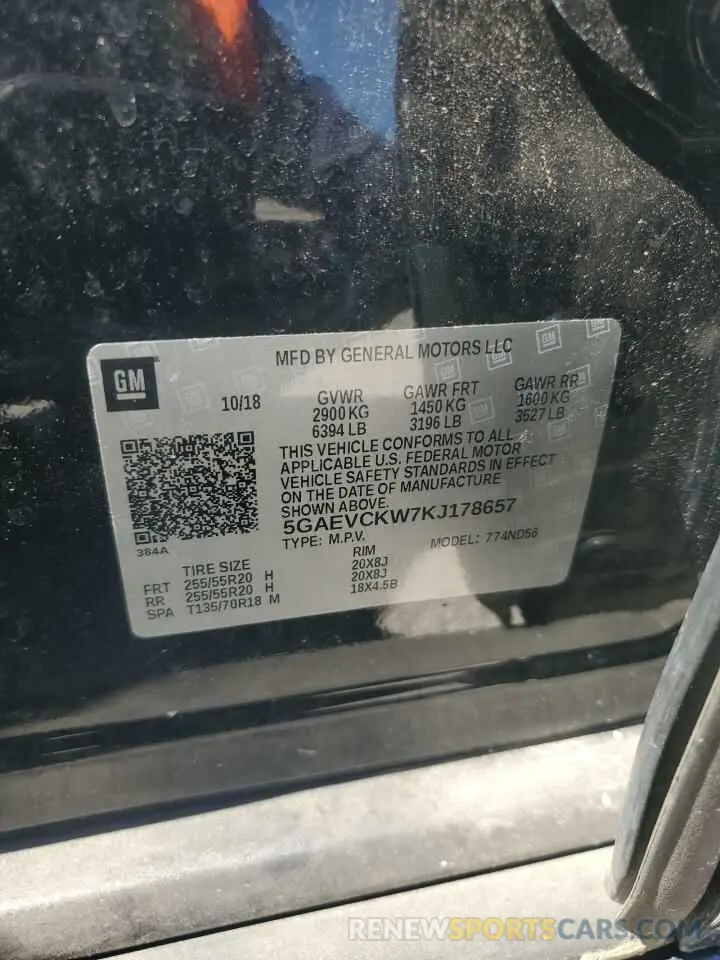 GM
MFD BY GENERAL MOTORS LLC
10/18
GVWR GAWR FRT GAWR RR
2900 KG 1450 KG 1600 KG
6394 LB 3196 LB 3527 LB
THIS VEHICLE CONFORMS TO ALL
APPLICABLE U.S. FEDERAL MOTOR
VEHICLE SAFETY STANDARDS IN EFFECT
ON THE DATE OF MANUFACTURE
SHOWN ABOVE.
5GAEVCKW7KJ178657
TYPE: M.P.V. MODEL: 774ND56
384A
TIRE SIZE RIM
FRT 255/55R20 H 20X8J
RR 255/55R20 H 20X8J
SPA T135/70R18 M 18X4.5B
RENEWSPORTSCARS.COM